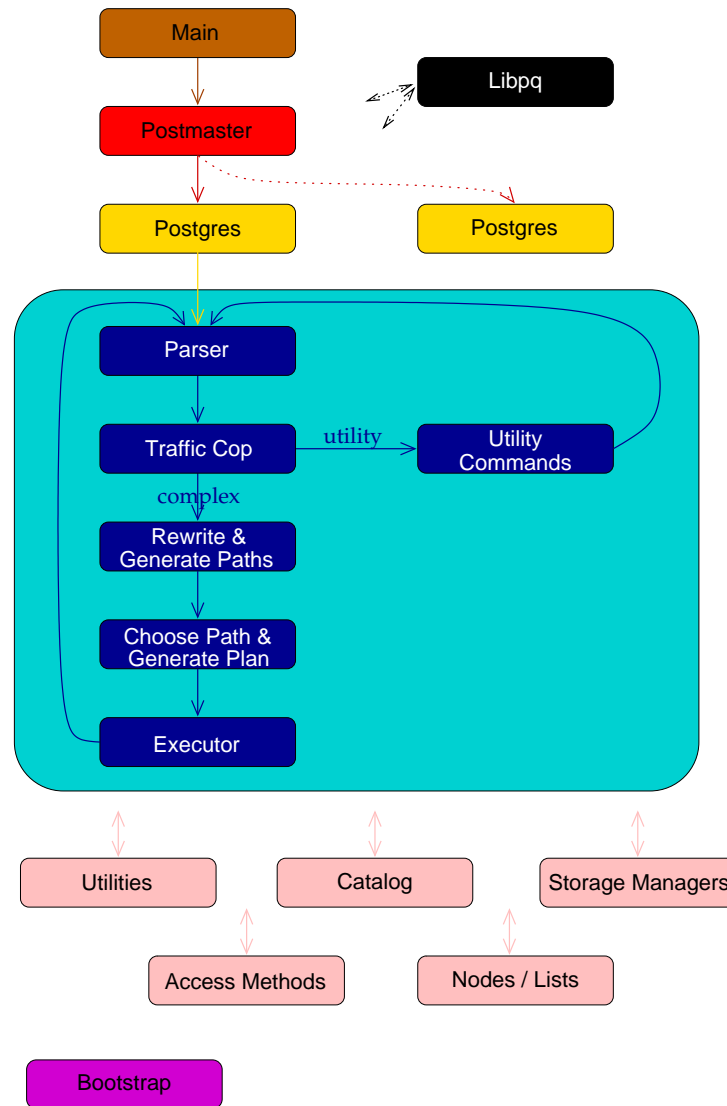 Main
Libpq
Postmaster
Postgres
Postgres
Parser
Traffic Cop
utility
Utility
Commands
complex
Rewrite &
Generate Paths
Choose Path &
Generate Plan
Executor
Utilities
Catalog
Storage Managers
Access Methods
Nodes / Lists
Bootstrap